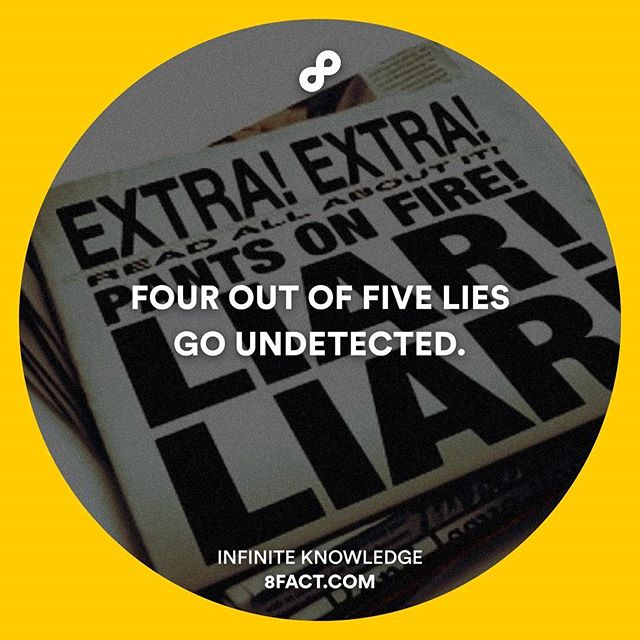 EXTRA! EXTRA!
READ ALL ABOUT IT!
PANTS ON FIRE!
LIAR!
FOUR OUT OF FIVE LIES
GO UNDETECTED.
LIAR!
INFINITE KNOWLEDGE
8FACT.COM